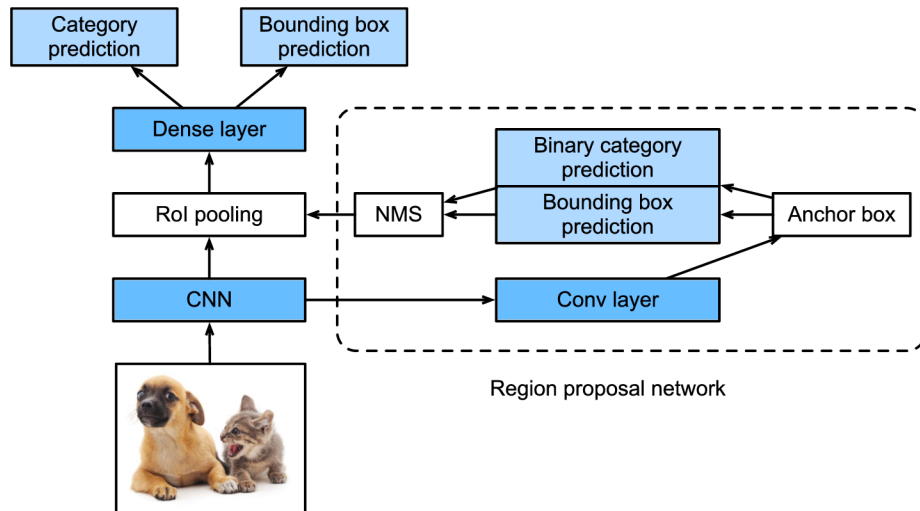 Category
prediction
Bounding box
prediction
Dense layer
Binary category
prediction
RoI pooling
NMS
Bounding box
prediction
Anchor box
CNN
Conv layer
Region proposal network